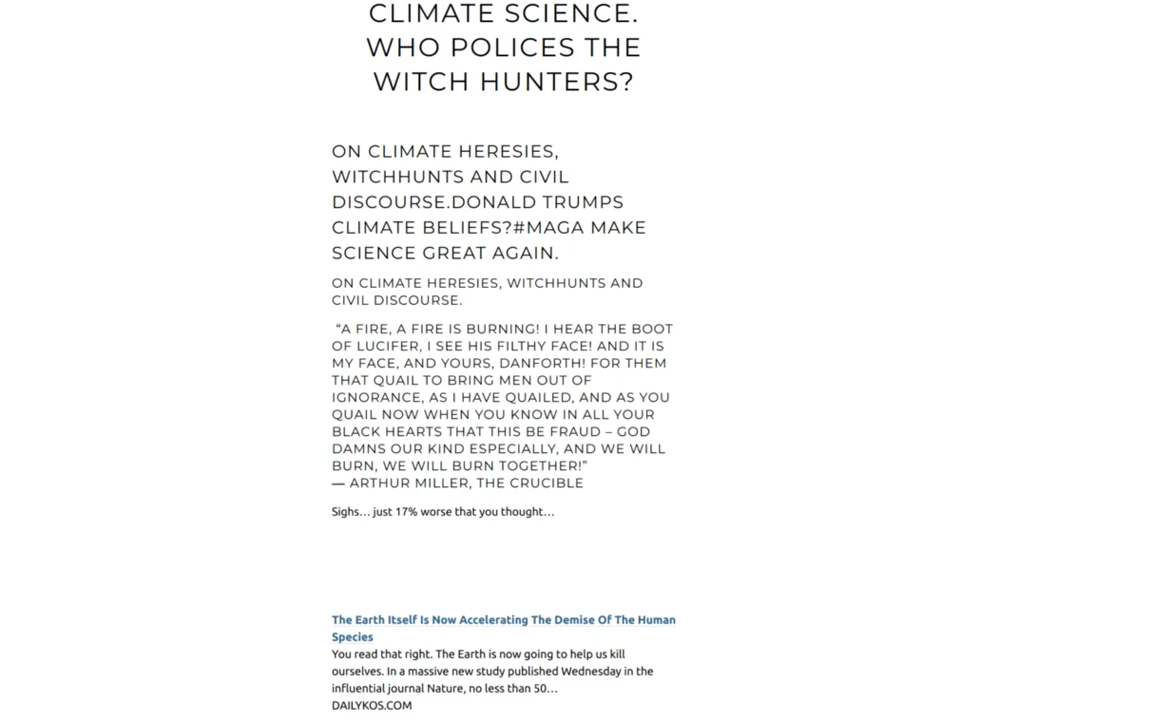 CLIMATE SCIENCE.
WHO POLICES THE
WITCH HUNTERS?
ON CLIMATE HERESIES,
WITCHHUNTS AND CIVIL
DISCOURSE.DONALD TRUMPS
CLIMATE BELIEFS?#MAGA MAKE
SCIENCE GREAT AGAIN.
ON CLIMATE HERESIES, WITCHHUNTS AND
CIVIL DISCOURSE.
“A FIRE, A FIRE IS BURNING! I HEAR THE BOOT
OF LUCIFER, I SEE HIS FILTHY FACE! AND IT IS
MY FACE, AND YOURS, DANFORTH! FOR THEM
THAT QUAIL TO BRING MEN OUT OF
IGNORANCE, AS I HAVE QUAILED, AND AS YOU
QUAIL NOW WHEN YOU KNOW IN ALL YOUR
BLACK HEARTS THAT THIS BE FRAUD – GOD
DAMNS OUR KIND ESPECIALLY, AND WE WILL
BURN, WE WILL BURN TOGETHER!”
— ARTHUR MILLER, THE CRUCIBLE
Sighs… just 17% worse that you thought…
The Earth Itself Is Now Accelerating The Demise Of The Human
Species
You read that right. The Earth is now going to help us kill
ourselves. In a massive new study published Wednesday in the
influential journal Nature, no less than 50…
DAILYKOS.COM